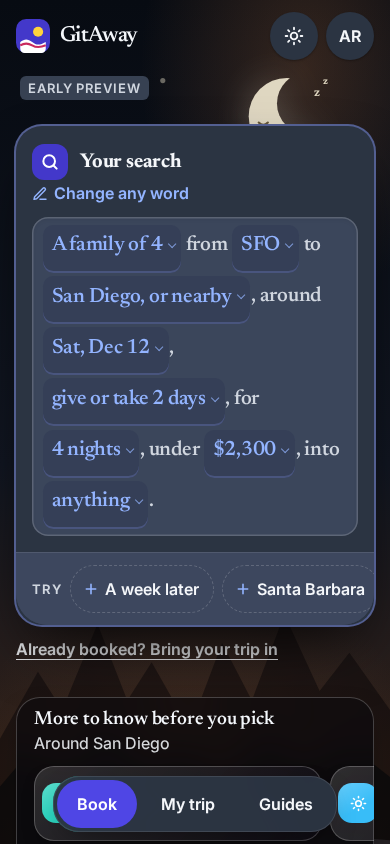 GitAway
AR
EARLY PREVIEW
z
z
Your search
Change any word
A family of 4 from SFO to
San Diego, or nearby, around
Sat, Dec 12,
give or take 2 days, for
4 nights, under $2,300, into
anything.
TRY + A week later + Santa Barbara
Already booked? Bring your trip in
More to know before you pick
Around San Diego
Book My trip Guides